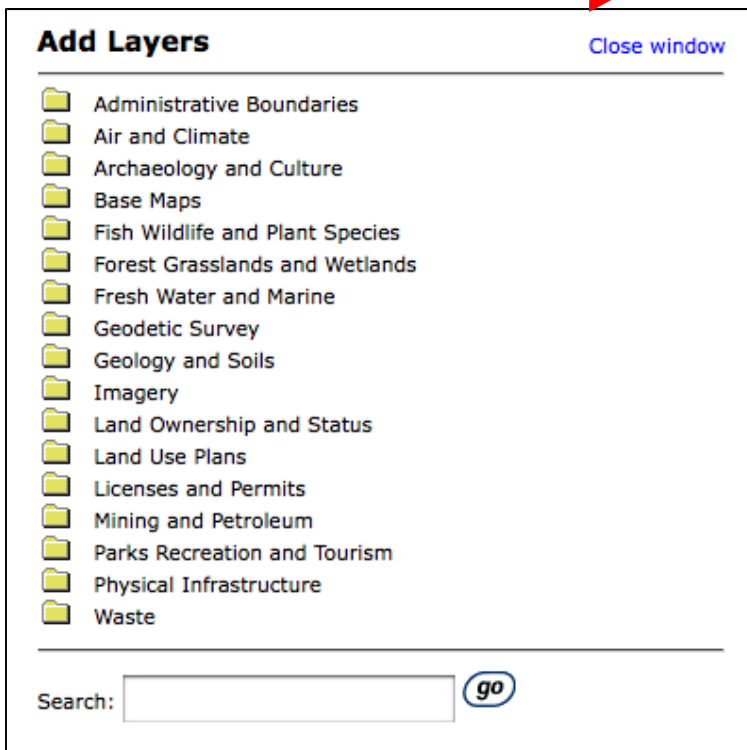 Add Layers
Close window
Administrative Boundaries
Air and Climate
Archaeology and Culture
Base Maps
Fish Wildlife and Plant Species
Forest Grasslands and Wetlands
Fresh Water and Marine
Geodetic Survey
Geology and Soils
Imagery
Land Ownership and Status
Land Use Plans
Licenses and Permits
Mining and Petroleum
Parks Recreation and Tourism
Physical Infrastructure
Waste
Search:
go